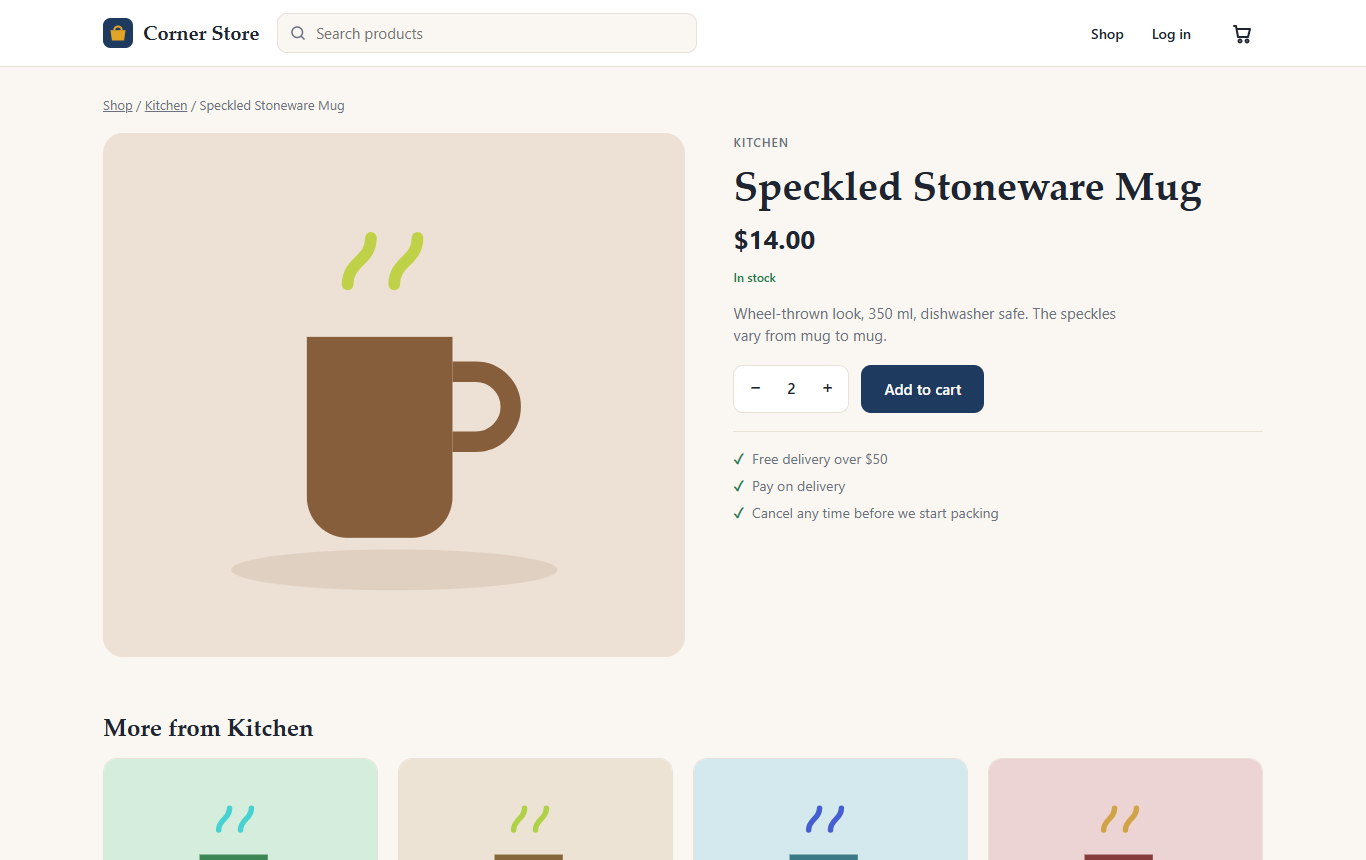 Corner Store
Search products
Shop
Log in
Shop / Kitchen / Speckled Stoneware Mug
KITCHEN
Speckled Stoneware Mug
$14.00
In stock
Wheel-thrown look, 350 ml, dishwasher safe. The speckles
vary from mug to mug.
− 2 +
Add to cart
✓ Free delivery over $50
✓ Pay on delivery
✓ Cancel any time before we start packing
More from Kitchen